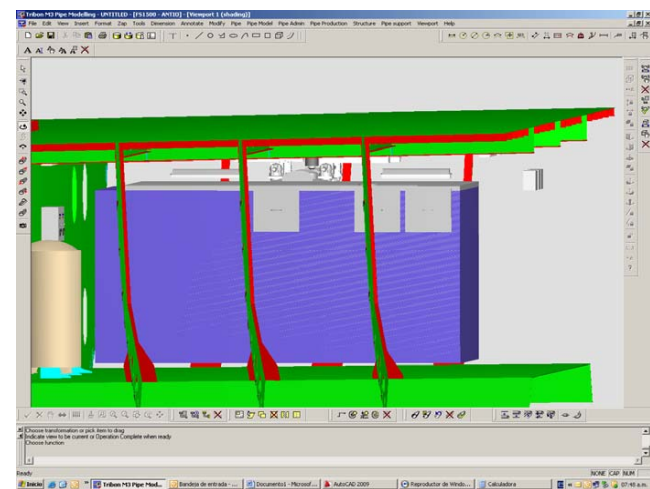 Tribon M3 Pipe Modelling - UNTITLED - [FS1500 - ANTIO] - [Viewport 1 (shading)]
File Edit View Insert Format Zap Tools Dimension Annotate Modify Pipe Pipe Model Pipe Admin Pipe Production Structure Pipe support Viewport Help
Choose transformation or pick item to drag
Indicate view to be current or Operation Complete when ready
Choose function
Ready
NONE CAP NUM
Inicio
Tribon M3 Pipe Mod...
Bandeja de entrada - ...
Documento1 - Microsof...
AutoCAD 2009
Reproductor de Windo...
Calculadora
07:48 a.m.